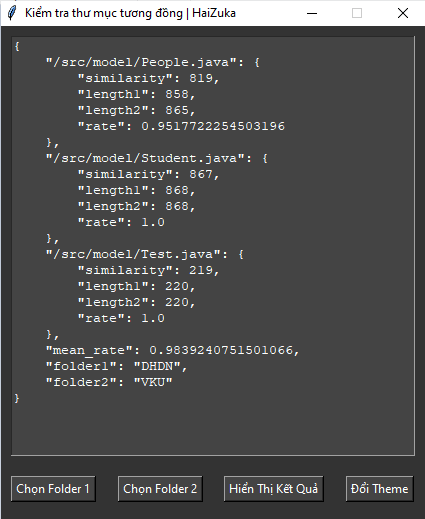 Kiểm tra thư mục tương đồng | HaiZuka
{
    "/src/model/People.java": {
        "similarity": 819,
        "length1": 858,
        "length2": 865,
        "rate": 0.9517722254503196
    },
    "/src/model/Student.java": {
        "similarity": 867,
        "length1": 868,
        "length2": 868,
        "rate": 1.0
    },
    "/src/model/Test.java": {
        "similarity": 219,
        "length1": 220,
        "length2": 220,
        "rate": 1.0
    },
    "mean_rate": 0.9839240751501066,
    "folder1": "DHDN",
    "folder2": "VKU"
}
Chọn Folder 1 Chọn Folder 2 Hiển Thị Kết Quả Đổi Theme